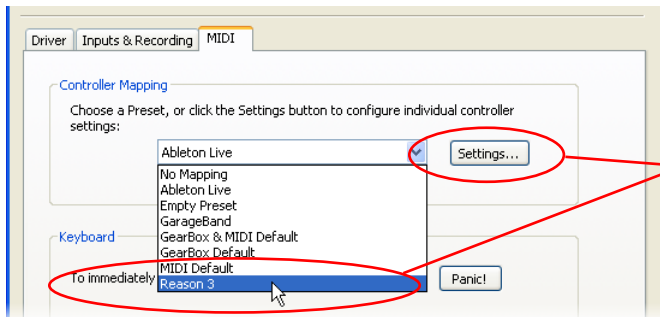 Driver Inputs & Recording MIDI
Controller Mapping
Choose a Preset, or click the Settings button to configure individual controller
settings:
Ableton Live Settings...
No Mapping
Ableton Live
Empty Preset
GarageBand
GearBox & MIDI Default
Keyboard
GearBox Default
MIDI Default
To immediately Reason 3 Panic!